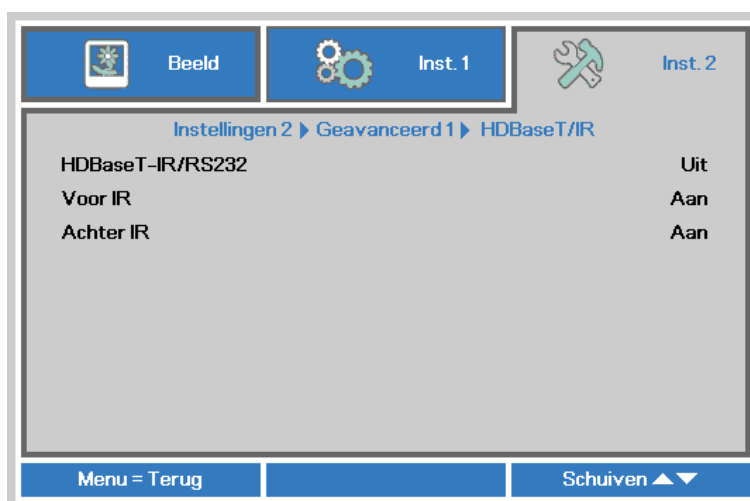 Beeld
Inst. 1
Inst. 2
Instellingen 2 ▶ Geavanceerd 1 ▶ HDBaseT/IR
HDBaseT-IR/RS232 Uit
Voor IR Aan
Achter IR Aan
Menu = Terug
Schuiven ▲▼